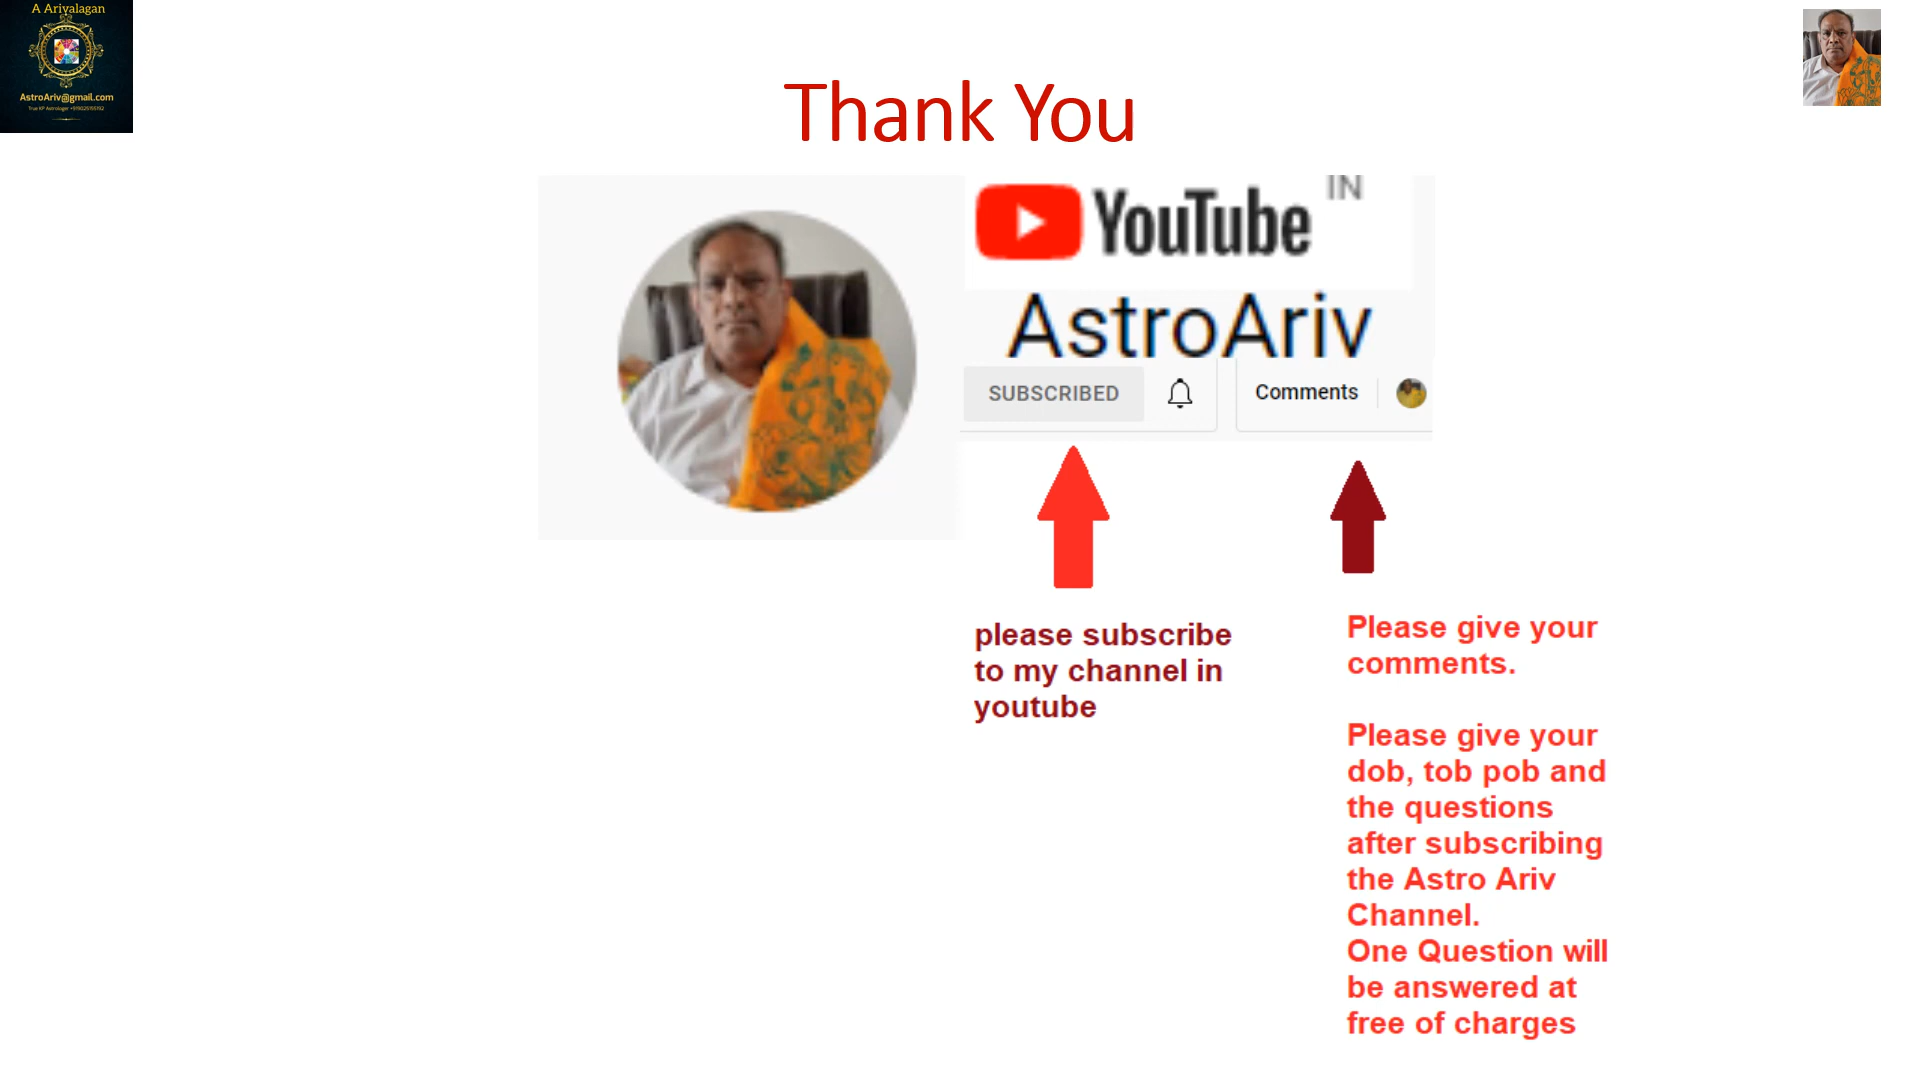 A Ariyalagan
AstroAriv@gmail.com
Thank You
YouTube IN
AstroAriv
SUBSCRIBED
Comments
please subscribe
to my channel in
youtube
Please give your
comments.
Please give your
dob, tob pob and
the questions
after subscribing
the Astro Ariv
Channel.
One Question will
be answered at
free of charges